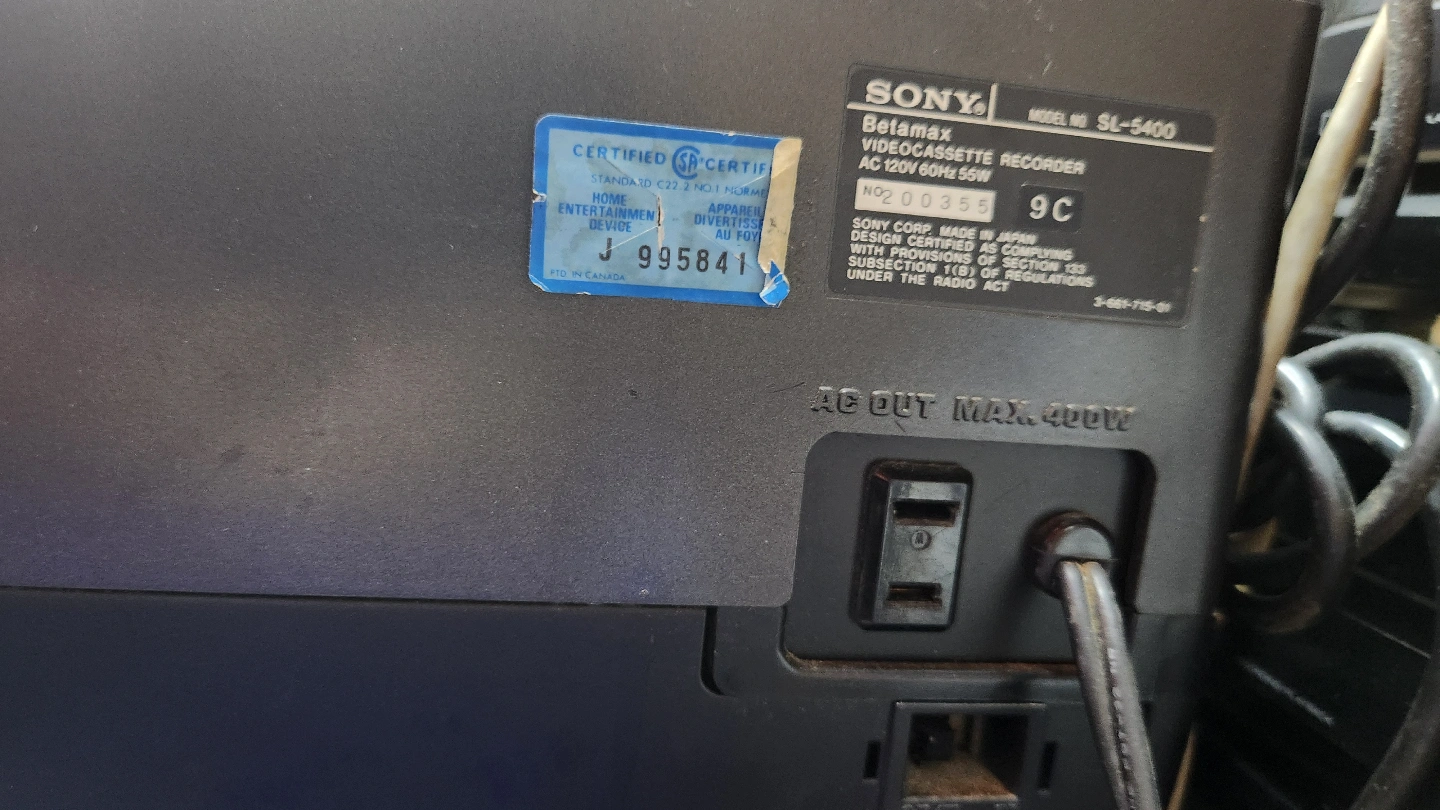 CERTIFIED SA CERTIF
STANDARD C22.2 NO.1 NORME
HOME
ENTERTAINMEN
DEVICE
APPAREIL
DIVERTISS
AU FOY
J 995841
PTD. IN CANADA
SONY®
MODEL NO SL-5400
Betamax
VIDEOCASSETTE RECORDER
AC 120V 60Hz 55W
NO 200355
9C
SONY CORP. MADE IN JAPAN
DESIGN CERTIFIED AS COMPLYING
WITH PROVISIONS OF SECTION 133
SUBSECTION 1(B) OF REGULATIONS
UNDER THE RADIO ACT
3-661-715-01
AC OUT MAX. 400W